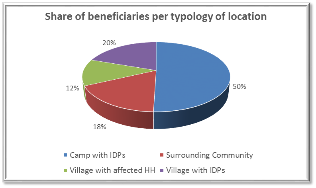 Share of beneficiaries per typology of location
20%
50%
12%
18%
Camp with IDPs Surrounding Community
Village with affected HH Village with IDPs